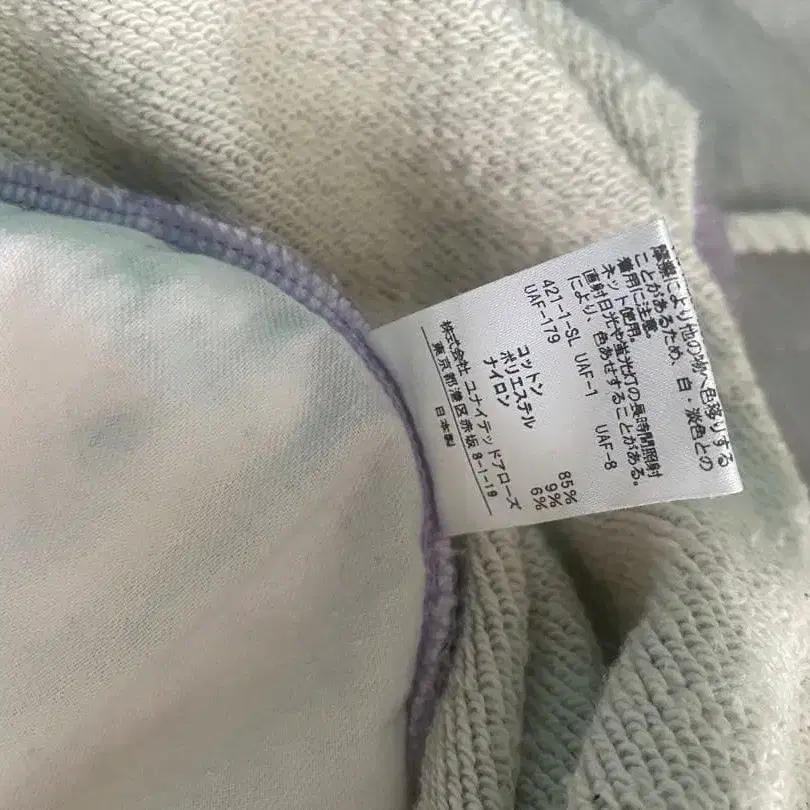 摩擦により他の物へ色移りする
ことがあるため、白・淡色との
着用に注意。
ネット使用。
直射日光や蛍光灯の長時間照射
により、色あせすることがある。
421-1-SL UAF-1 UAF-8
UAF-179
コットン 85%
ポリエステル 9%
ナイロン 6%
株式会社 ユナイテッドアローズ
東京都港区赤坂 8-1-19
日本製